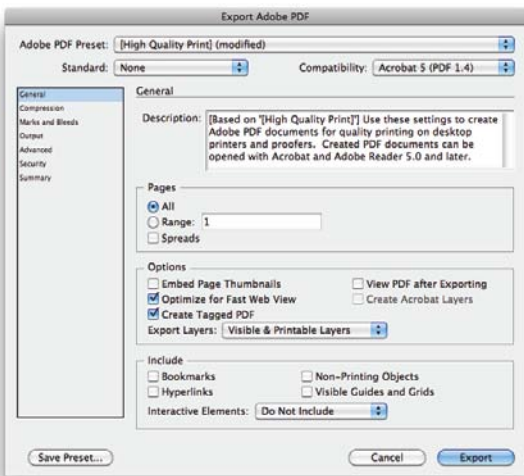 Export Adobe PDF
Adobe PDF Preset: [High Quality Print] (modified)
Standard: None Compatibility: Acrobat 5 (PDF 1.4)
General
Compression
Marks and Bleeds
Output
Advanced
Security
Summary
General
Description: [Based on '[High Quality Print]'] Use these settings to create
Adobe PDF documents for quality printing on desktop
printers and proofers. Created PDF documents can be
opened with Acrobat and Adobe Reader 5.0 and later.
Pages
All
Range: 1
Spreads
Options
Embed Page Thumbnails View PDF after Exporting
Optimize for Fast Web View Create Acrobat Layers
Create Tagged PDF
Export Layers: Visible & Printable Layers
Include
Bookmarks Non-Printing Objects
Hyperlinks Visible Guides and Grids
Interactive Elements: Do Not Include
Save Preset... Cancel Export